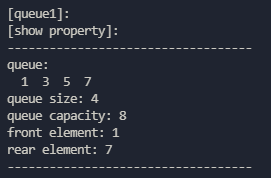 [queue1]:
[show property]:
-----------------------------------
queue:
  1  3  5  7
queue size: 4
queue capacity: 8
front element: 1
rear element: 7
-----------------------------------